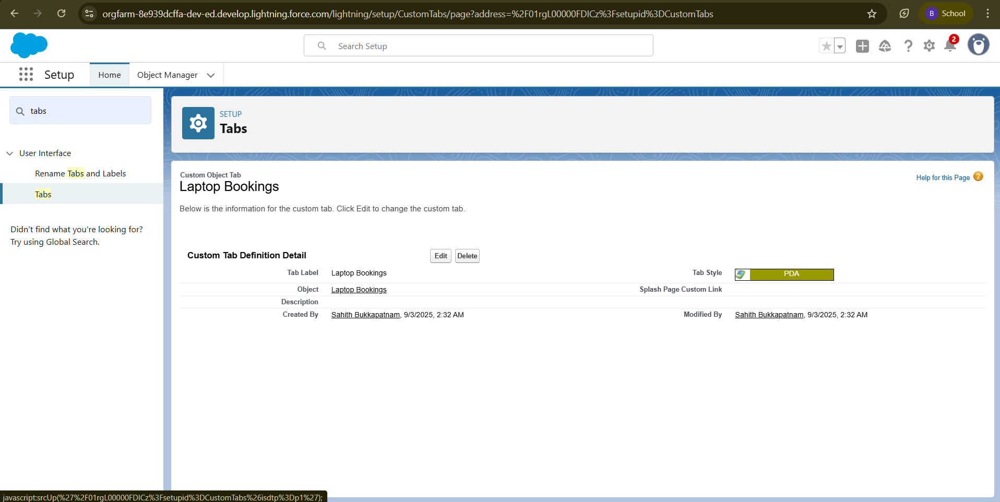 orgfarm-8e939dcffa-dev-ed.develop.lightning.force.com/lightning/setup/CustomTabs/page?address=%2F01rgL00000FDICz%3Fsetupid%3DCustomTabs
B School
Search Setup
2
Setup Home Object Manager
tabs
User Interface
Rename Tabs and Labels
Tabs
Didn't find what you're looking for?
Try using Global Search.
SETUP
Tabs
Custom Object Tab
Laptop Bookings
Help for this Page ?
Below is the information for the custom tab. Click Edit to change the custom tab.
Custom Tab Definition Detail Edit Delete
Tab Label Laptop Bookings Tab Style PDA
Object Laptop Bookings Splash Page Custom Link
Description
Created By Sahith Bukkapatnam, 9/3/2025, 2:32 AM Modified By Sahith Bukkapatnam, 9/3/2025, 2:32 AM
javascript:srcUp(%27%2F01rgL00000FDICz%3Fsetupid%3DCustomTabs%26isdtp%3Dp1%27);